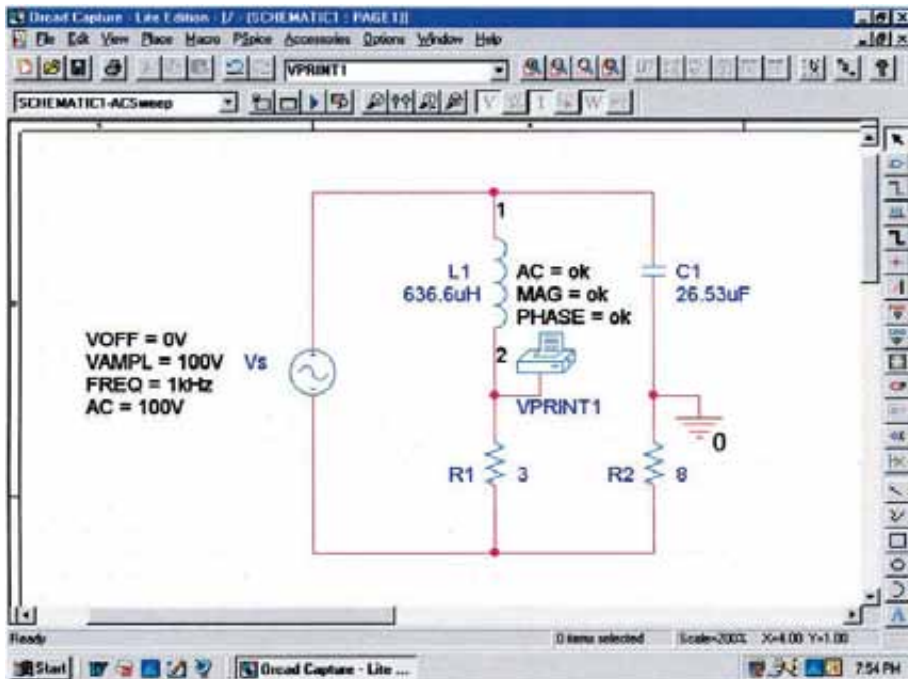 Orcad Capture - Lite Edition - [/ - (SCHEMATIC1 : PAGE1)]
File Edit View Place Macro PSpice Accessories Options Window Help
VPRINT1
SCHEMATIC1-ACSweep
V I W
1
L1
636.6uH
AC = ok
MAG = ok
PHASE = ok
C1
26.53uF
VOFF = 0V
VAMPL = 100V
FREQ = 1kHz
AC = 100V
Vs
2
VPRINT1
0
R1 3
R2 8
Ready
0 items selected Scale=200% X=4.00 Y=1.00
Start
Orcad Capture - Lite ...
7:54 PM